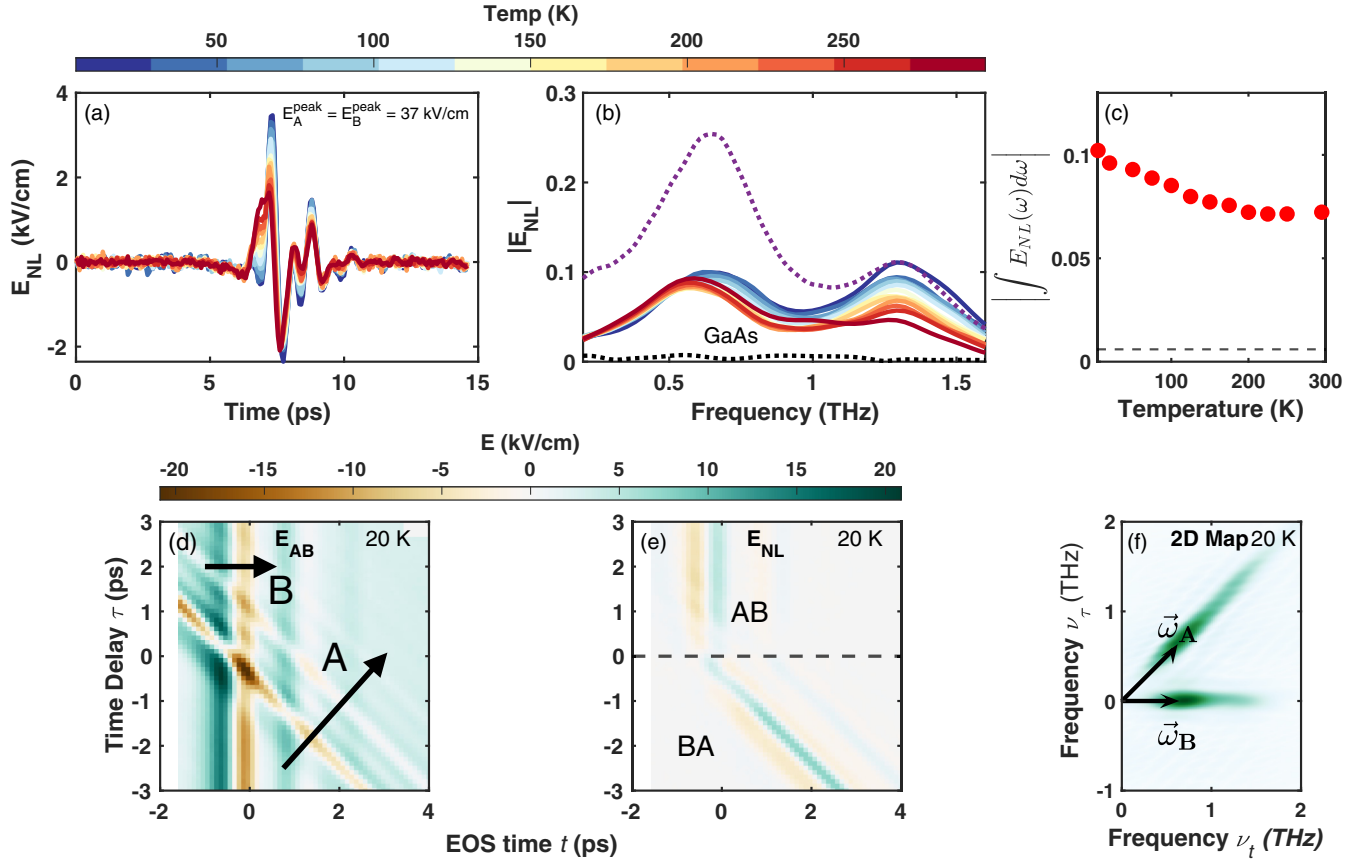 Temp (K)
50 100 150 200 250
(a)
E_A^peak = E_B^peak = 37 kV/cm
E_NL (kV/cm)
4
2
0
-2
0 5 10 15
Time (ps)
(b)
|E_NL|
0.3
0.2
0.1
0
GaAs
0.5 1 1.5
Frequency (THz)
(c)
|∫ E_NL(ω)dω|
0.1
0.05
0
100 200 300
Temperature (K)
E (kV/cm)
-20 -15 -10 -5 0 5 10 15 20
(d) E_AB 20 K
B
A
Time Delay τ (ps)
3
2
1
0
-1
-2
-3
-2 0 2 4
(e) E_NL 20 K
AB
BA
3
2
1
0
-1
-2
-3
-2 0 2 4
EOS time t (ps)
(f) 2D Map 20 K
ω⃗_A
ω⃗_B
Frequency ν_τ (THz)
2
1
0
-1
0 1 2
Frequency ν_t (THz)